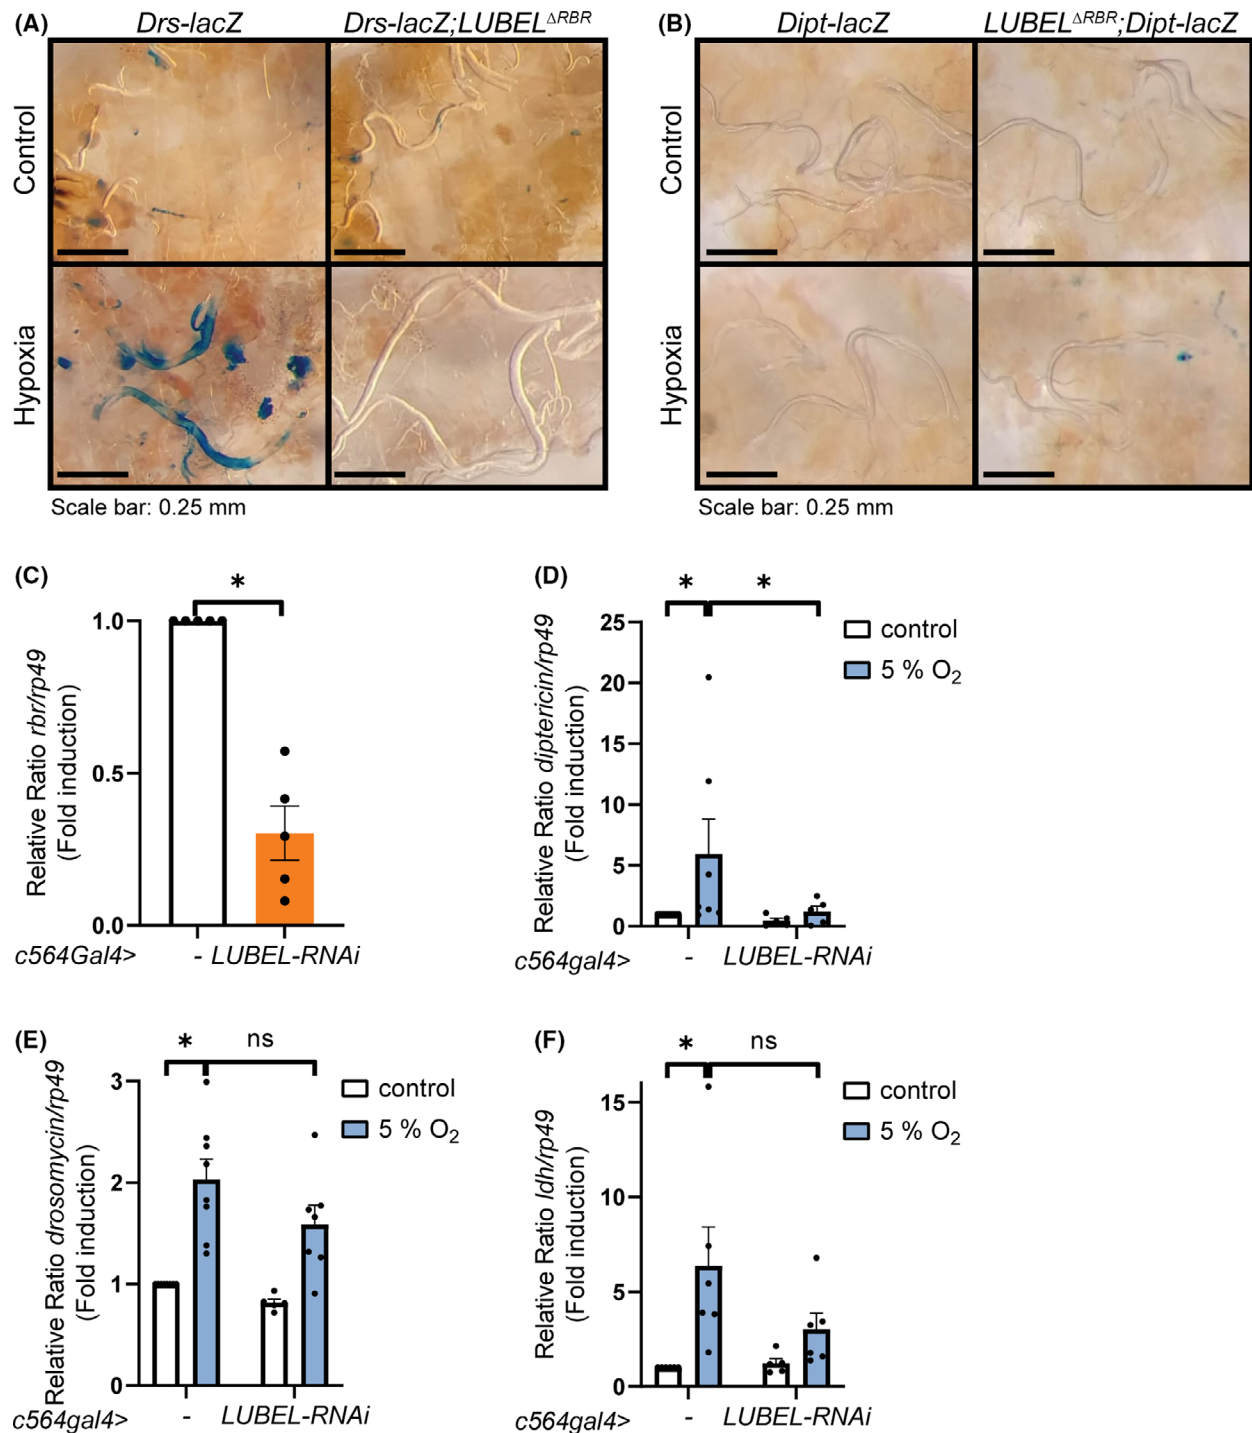 (A) Drs-lacZ Drs-lacZ;LUBEL^ΔRBR
Control
Hypoxia
Scale bar: 0.25 mm
(B) Dipt-lacZ LUBEL^ΔRBR;Dipt-lacZ
Control
Hypoxia
Scale bar: 0.25 mm
(C)
*
Relative Ratio rbr/rp49
(Fold induction)
1.0
0.5
0.0
c564Gal4> - LUBEL-RNAi
(D)
* *
control
5 % O₂
Relative Ratio diptericin/rp49
(Fold induction)
25
20
15
10
5
0
c564gal4> - LUBEL-RNAi
(E)
* ns
control
5 % O₂
Relative Ratio drosomycin/rp49
(Fold induction)
3
2
1
0
c564gal4> - LUBEL-RNAi
(F)
* ns
control
5 % O₂
Relative Ratio ldh/rp49
(Fold induction)
15
10
5
0
c564gal4> - LUBEL-RNAi